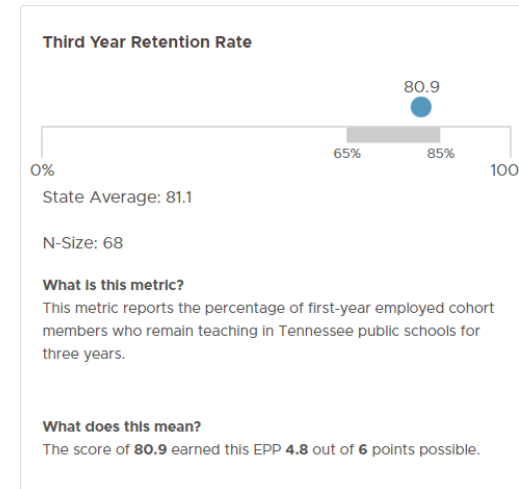 Third Year Retention Rate
80.9
65% 85%
0% 100
State Average: 81.1
N-Size: 68
What is this metric?
This metric reports the percentage of first-year employed cohort
members who remain teaching in Tennessee public schools for
three years.
What does this mean?
The score of 80.9 earned this EPP 4.8 out of 6 points possible.